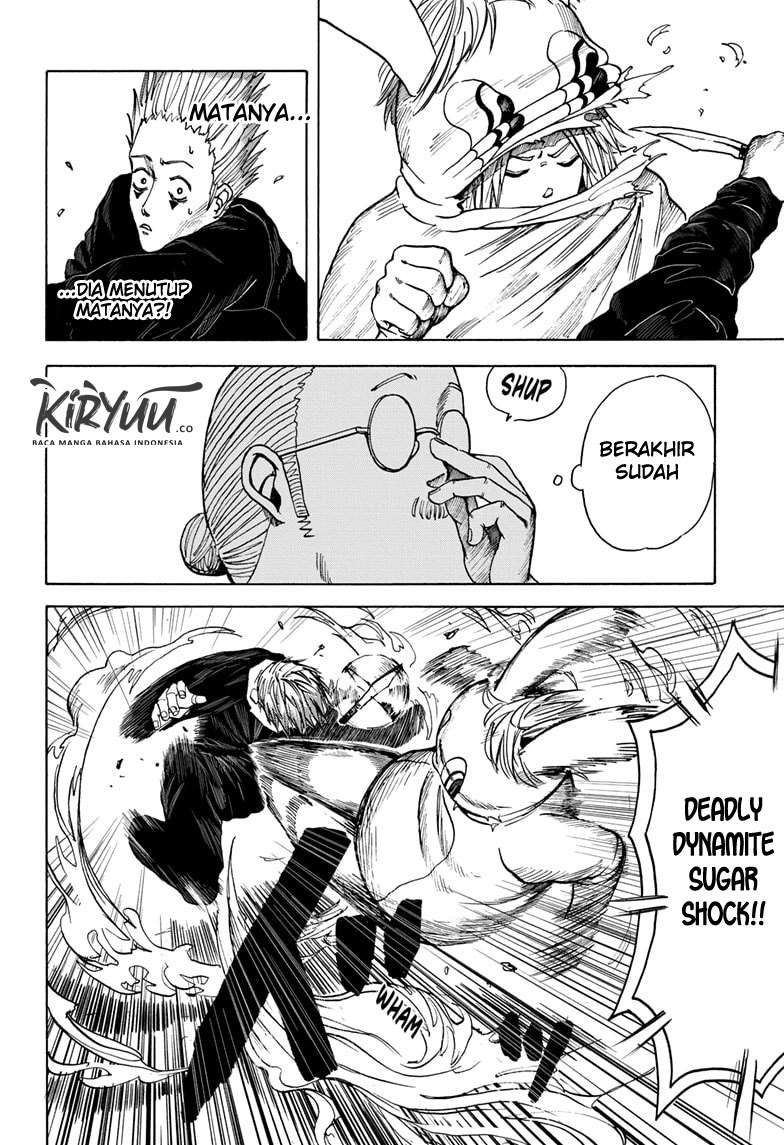 MATANYA...
...DIA MENUTUP
MATANYA?!
KIRYUU.CO
BACA MANGA BAHASA INDONESIA
SHUP
BERAKHIR
SUDAH
DEADLY
DYNAMITE
SUGAR
SHOCK!!
WHAM